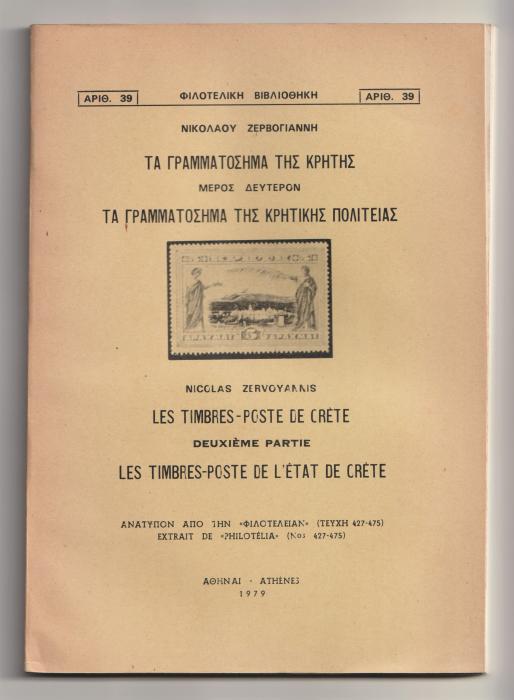 ΑΡΙΘ. 39 ΦΙΛΟΤΕΛΙΚΗ ΒΙΒΛΙΟΘΗΚΗ ΑΡΙΘ. 39
ΝΙΚΟΛΑΟΥ ΖΕΡΒΟΓΙΑΝΝΗ
ΤΑ ΓΡΑΜΜΑΤΟΣΗΜΑ ΤΗΣ ΚΡΗΤΗΣ
ΜΕΡΟΣ ΔΕΥΤΕΡΟΝ
ΤΑ ΓΡΑΜΜΑΤΟΣΗΜΑ ΤΗΣ ΚΡΗΤΙΚΗΣ ΠΟΛΙΤΕΙΑΣ
NICOLAS ZERVOYANNIS
LES TIMBRES-POSTE DE CRÈTE
DEUXIÈME PARTIE
LES TIMBRES-POSTE DE L'ÉTAT DE CRÈTE
ΑΝΑΤΥΠΟΝ ΑΠΟ ΤΗΝ «ΦΙΛΟΤΕΛΕΙΑΝ» (ΤΕΥΧΗ 427-475)
EXTRAIT DE «PHILOTÉLIA» (Nos 427-475)
ΑΘΗΝΑΙ - ATHÈNES
1979